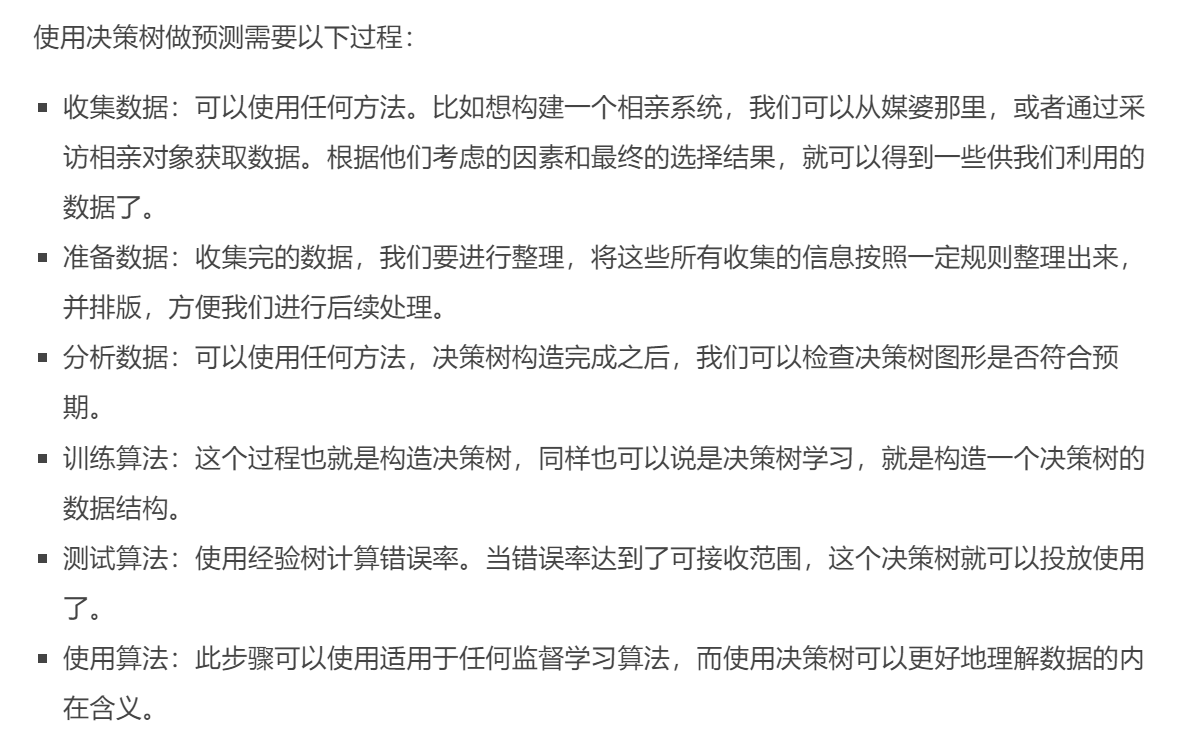 使用决策树做预测需要以下过程：
▪ 收集数据：可以使用任何方法。比如想构建一个相亲系统，我们可以从媒婆那里，或者通过采
访相亲对象获取数据。根据他们考虑的因素和最终的选择结果，就可以得到一些供我们利用的
数据了。
▪ 准备数据：收集完的数据，我们要进行整理，将这些所有收集的信息按照一定规则整理出来，
并排版，方便我们进行后续处理。
▪ 分析数据：可以使用任何方法，决策树构造完成之后，我们可以检查决策树图形是否符合预
期。
▪ 训练算法：这个过程也就是构造决策树，同样也可以说是决策树学习，就是构造一个决策树的
数据结构。
▪ 测试算法：使用经验树计算错误率。当错误率达到了可接收范围，这个决策树就可以投放使用
了。
▪ 使用算法：此步骤可以使用适用于任何监督学习算法，而使用决策树可以更好地理解数据的内
在含义。